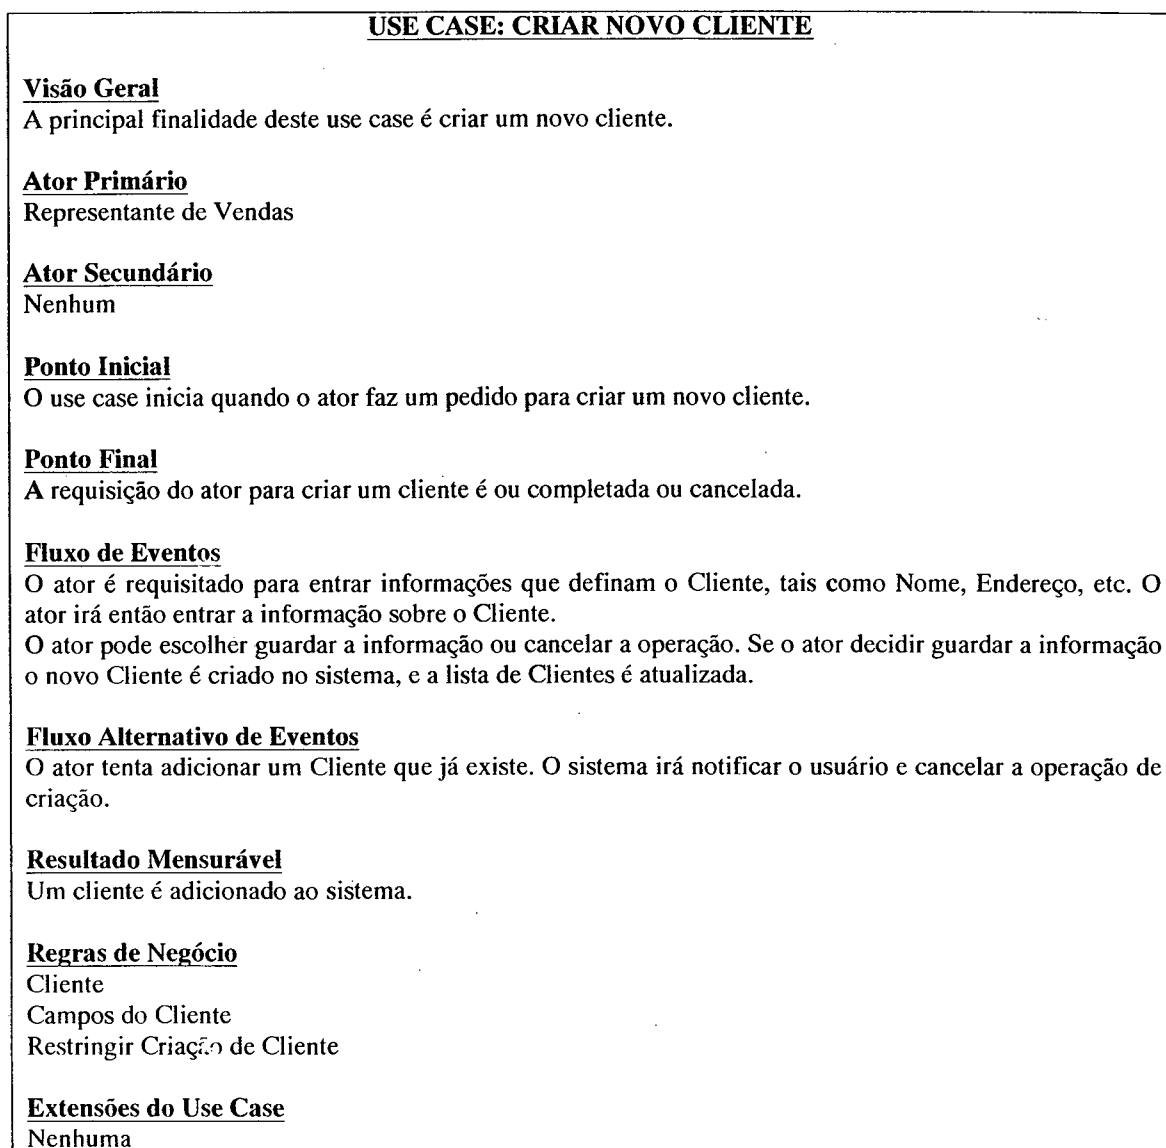 USE CASE: CRIAR NOVO CLIENTE
Visão Geral
A principal finalidade deste use case é criar um novo cliente.
Ator Primário
Representante de Vendas
Ator Secundário
Nenhum
Ponto Inicial
O use case inicia quando o ator faz um pedido para criar um novo cliente.
Ponto Final
A requisição do ator para criar um cliente é ou completada ou cancelada.
Fluxo de Eventos
O ator é requisitado para entrar informações que definam o Cliente, tais como Nome, Endereço, etc. O
ator irá então entrar a informação sobre o Cliente.
O ator pode escolher guardar a informação ou cancelar a operação. Se o ator decidir guardar a informação
o novo Cliente é criado no sistema, e a lista de Clientes é atualizada.
Fluxo Alternativo de Eventos
O ator tenta adicionar um Cliente que já existe. O sistema irá notificar o usuário e cancelar a operação de
criação.
Resultado Mensurável
Um cliente é adicionado ao sistema.
Regras de Negócio
Cliente
Campos do Cliente
Restringir Criação de Cliente
Extensões do Use Case
Nenhuma